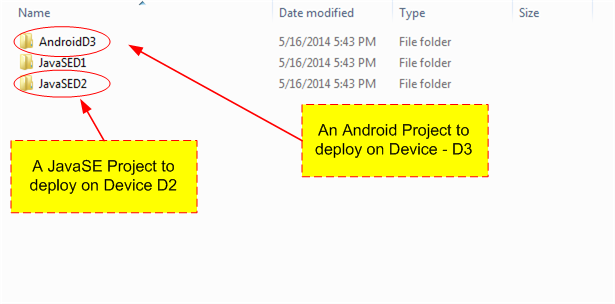 Name Date modified Type Size
AndroidD3 5/16/2014 5:43 PM File folder
JavaSED1 5/16/2014 5:43 PM File folder
JavaSED2 5/16/2014 5:43 PM File folder
An Android Project to
deploy on Device - D3
A JavaSE Project to
deploy on Device D2